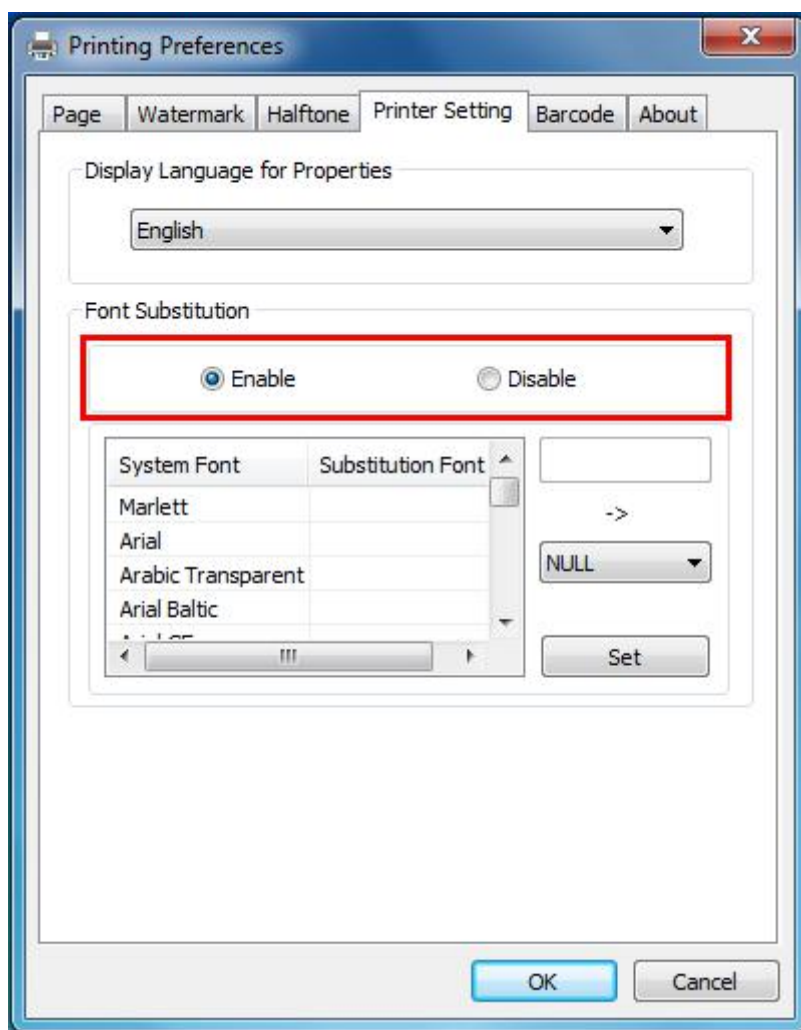 Printing Preferences
Page Watermark Halftone Printer Setting Barcode About
Display Language for Properties
English
Font Substitution
Enable Disable
System Font Substitution Font
Marlett
->
Arial
NULL
Arabic Transparent
Arial Baltic
Set
OK Cancel